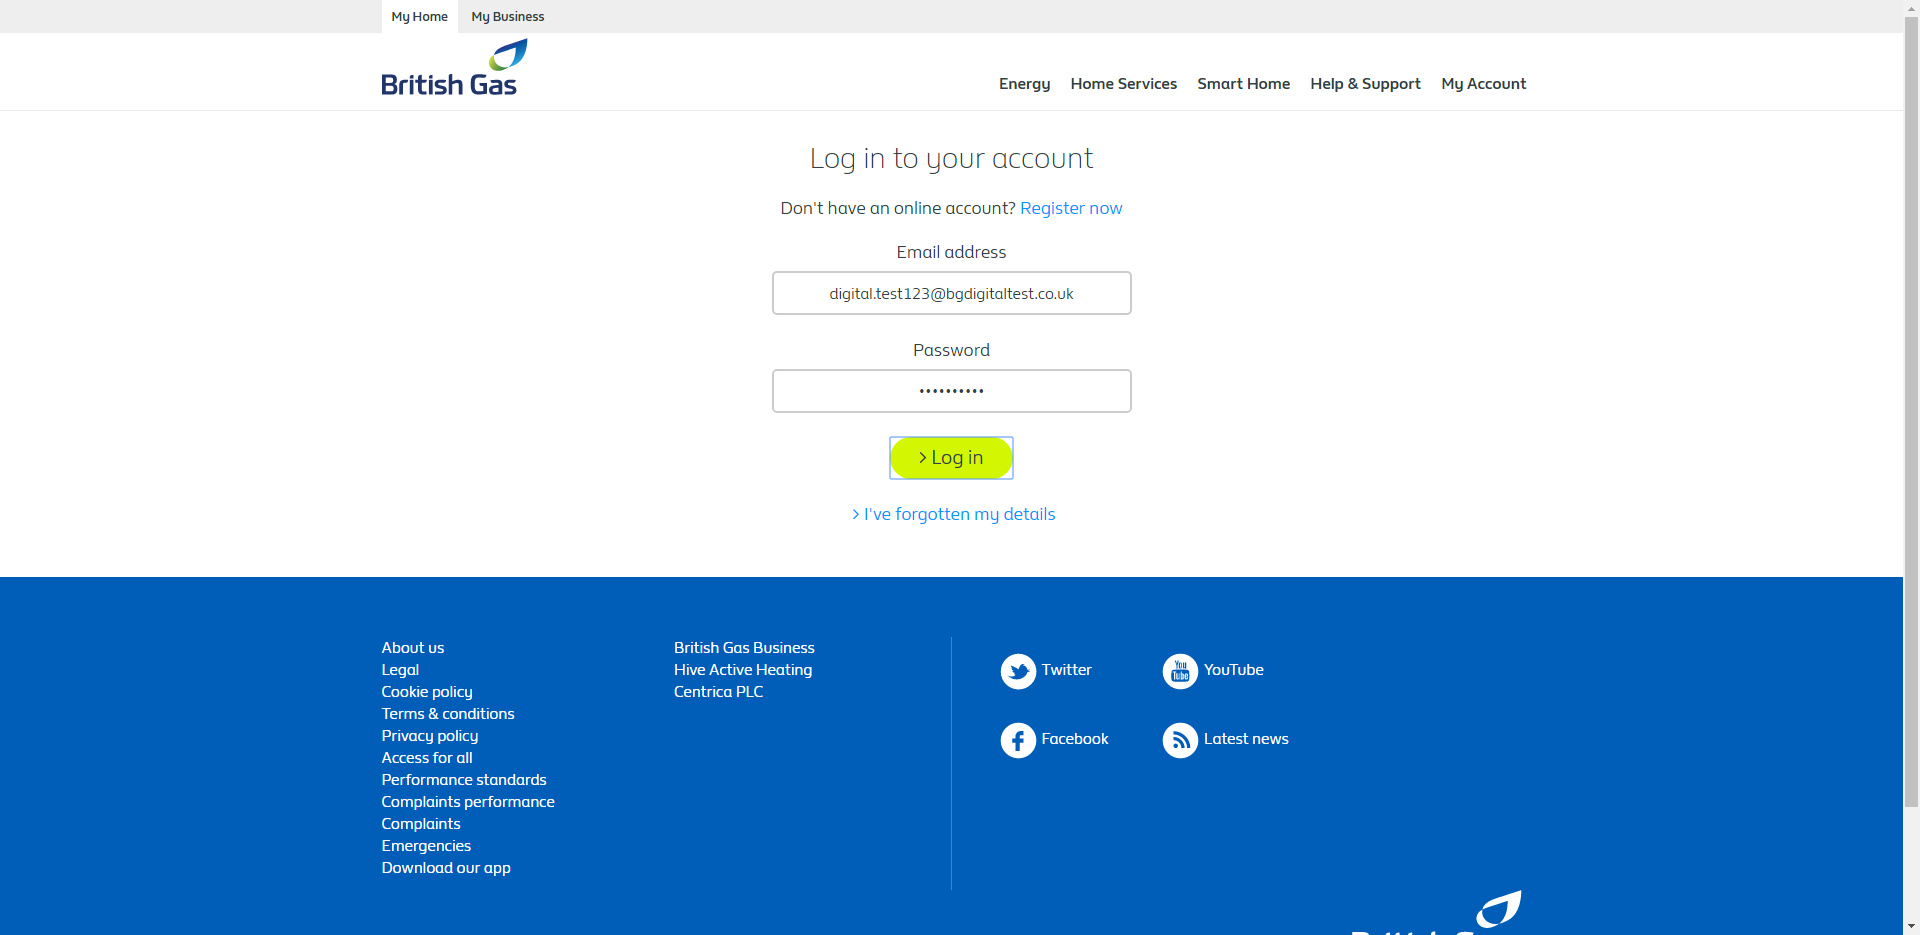 My Home My Business
British Gas
Energy Home Services Smart Home Help & Support My Account
Log in to your account
Don't have an online account? Register now
Email address
digital.test123@bgdigitaltest.co.uk
Password
••••••••••
> Log in
> I've forgotten my details
About us
Legal
Cookie policy
Terms & conditions
Privacy policy
Access for all
Performance standards
Complaints performance
Complaints
Emergencies
Download our app
British Gas Business
Hive Active Heating
Centrica PLC
Twitter
You Tube YouTube
Facebook
Latest news